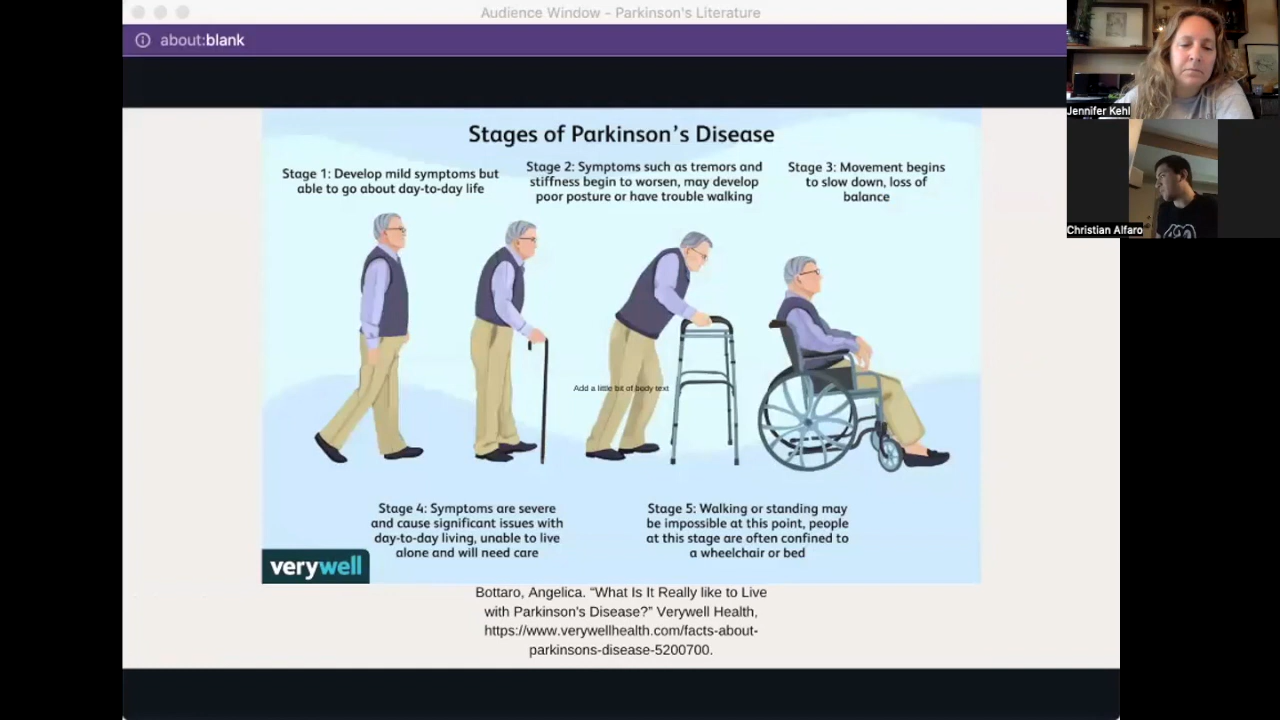 Audience Window - Parkinson's Literature
about:blank
Jennifer Kehl
Christian Alfaro
Stages of Parkinson's Disease
Stage 1: Develop mild symptoms but
able to go about day-to-day life
Stage 2: Symptoms such as tremors and
stiffness begin to worsen, may develop
poor posture or have trouble walking
Stage 3: Movement begins
to slow down, loss of
balance
Add a little bit of body text
Stage 4: Symptoms are severe
and cause significant issues with
day-to-day living, unable to live
alone and will need care
Stage 5: Walking or standing may
be impossible at this point, people
at this stage are often confined to
a wheelchair or bed
verywell
Bottaro, Angelica. “What Is It Really like to Live
with Parkinson's Disease?” Verywell Health,
https://www.verywellhealth.com/facts-about-
parkinsons-disease-5200700.